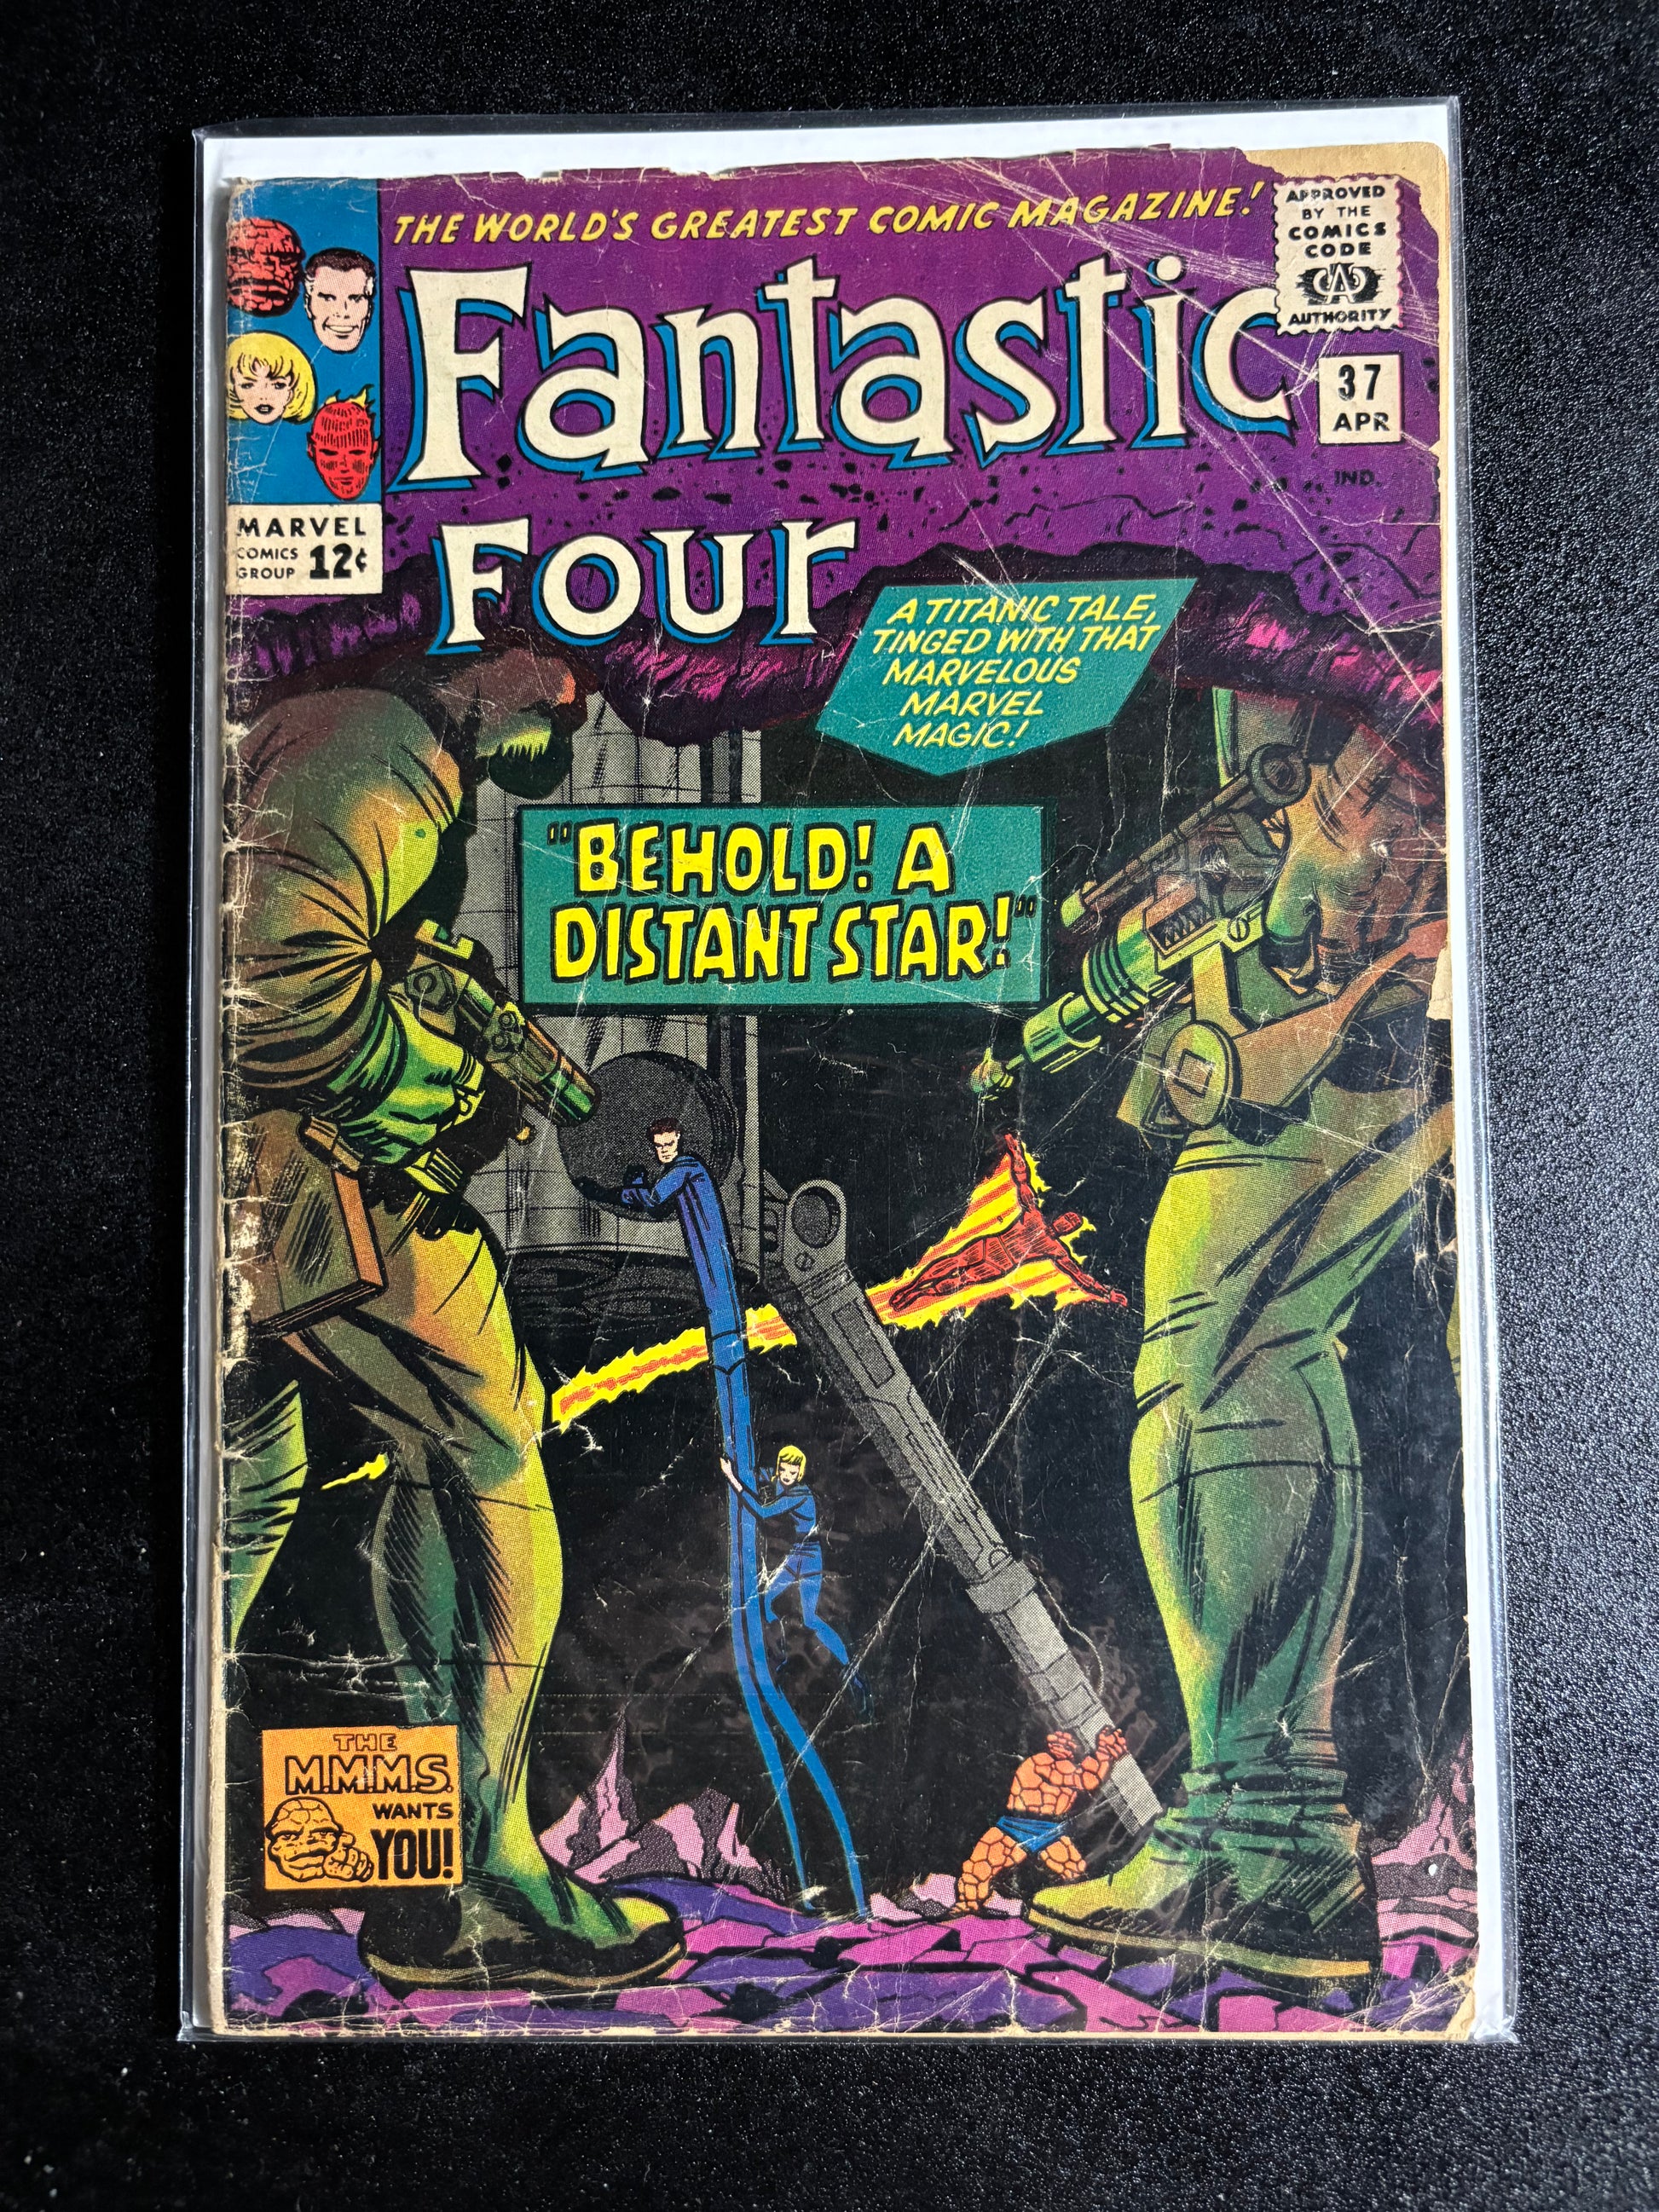 THE WORLD'S GREATEST COMIC MAGAZINE!
APPROVED
BY THE
COMICS
CODE
CA
AUTHORITY
Fantastic
Four
37
APR
IND.
MARVEL
COMICS
GROUP 12¢
A TITANIC TALE,
TINGED WITH THAT
MARVELOUS
MARVEL
MAGIC!
"BEHOLD! A
DISTANT STAR!"
THE
M.M.M.S.
WANTS
YOU!